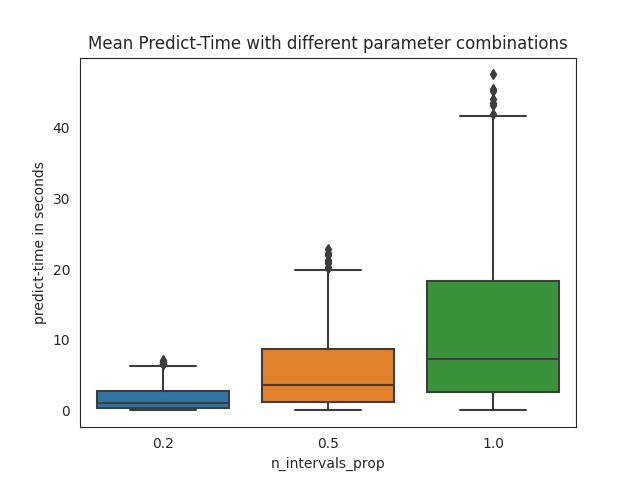 Mean Predict-Time with different parameter combinations
predict-time in seconds
40
30
20
10
0
0.2
0.5
1.0
n_intervals_prop